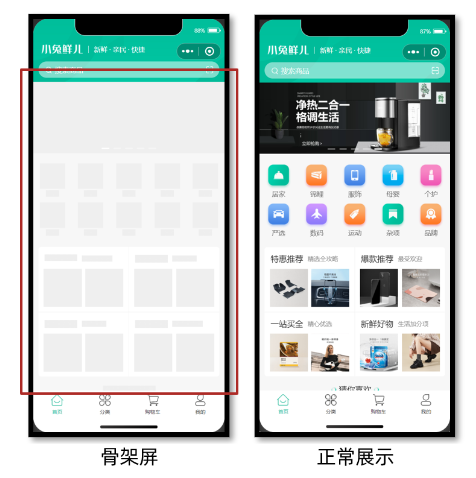 88%
小兔鲜儿 | 新鲜 · 亲民 · 快捷
搜索商品
首页 分类 购物车 我的
骨架屏
87%
小兔鲜儿 | 新鲜 · 亲民 · 快捷
搜索商品
净热二合一
格调生活
立即抢购
居家 锦鲤 服饰 母婴 个护
严选 数码 运动 杂项 品牌
特惠推荐 精选全攻略 爆款推荐 最受欢迎
一站买全 精心优选 新鲜好物 生活加分项
猜你喜欢
首页 分类 购物车 我的
正常展示